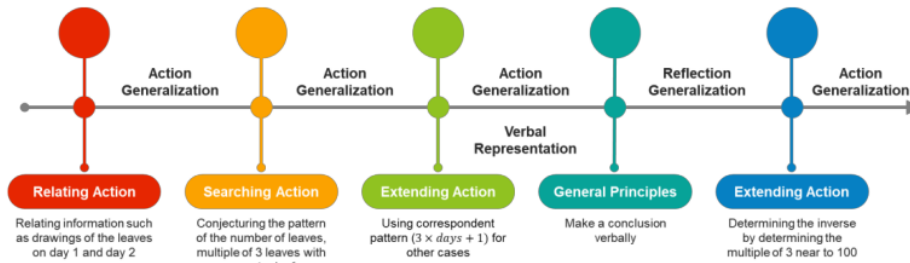 Action
Generalization
Action
Generalization
Action
Generalization
Reflection
Generalization
Action
Generalization
Verbal
Representation
Relating Action
Searching Action
Extending Action
General Principles
Extending Action
Relating information such
as drawings of the leaves
on day 1 and day 2
Conjecturing the pattern
of the number of leaves,
multiple of 3 leaves with
Using correspondent
pattern (3 × days + 1) for
other cases
Make a conclusion
verbally
Determining the inverse
by determining the
multiple of 3 near to 100